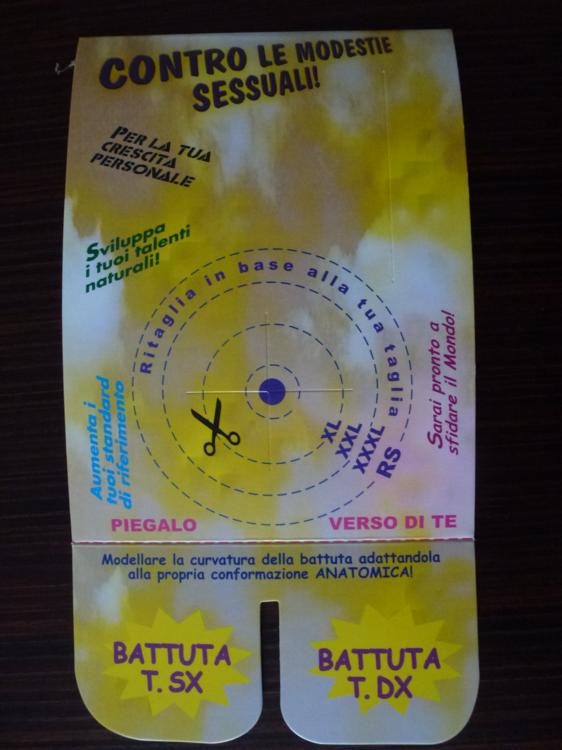 CONTRO LE MODESTIE
SESSUALI!
PER LA TUA
CRESCITA
PERSONALE
Sviluppa
i tuoi talenti
naturali!
Ritaglia in base alla tua taglia
Aumenta i
tuoi standard
di riferimento
Sarai pronto a
sfidare il Mondo!
XL
XXL
XXXL
RS
PIEGALO
VERSO DI TE
Modellare la curvatura della battuta adattandola
alla propria conformazione ANATOMICA!
BATTUTA
T. SX
BATTUTA
T. DX